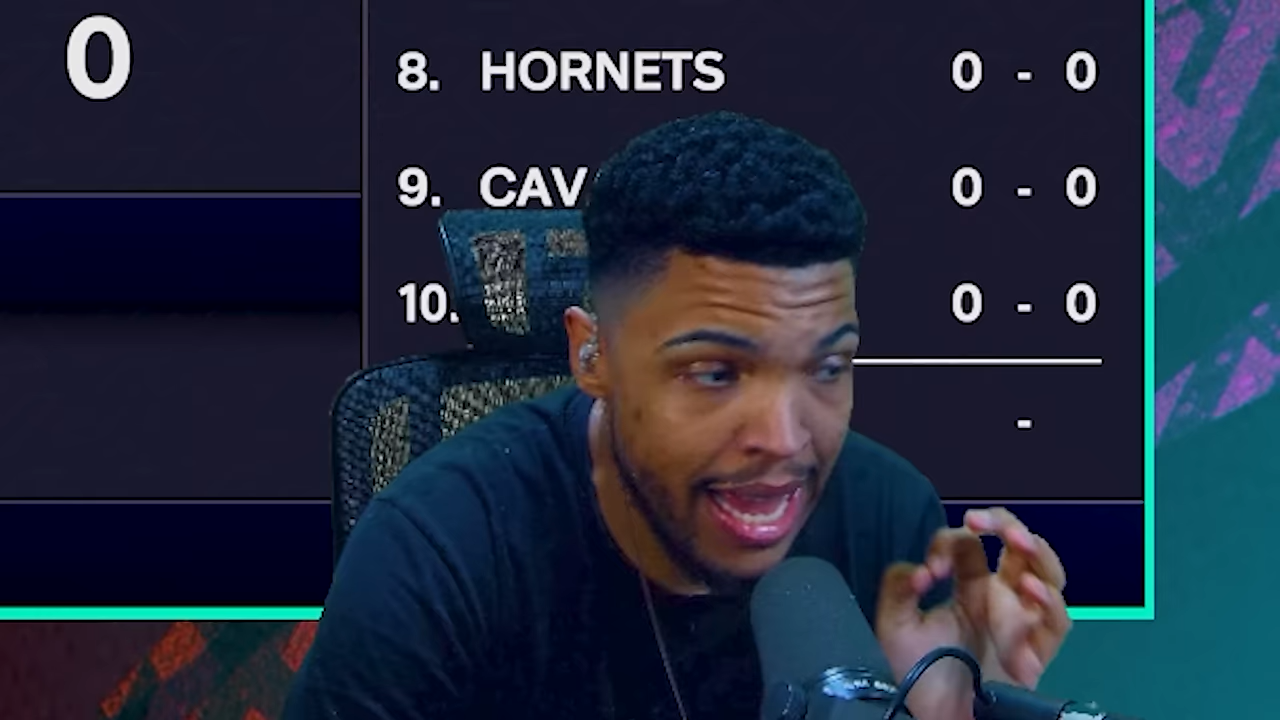 0
8. HORNETS 0 - 0
9. CAV 0 - 0
10. 0 - 0
-